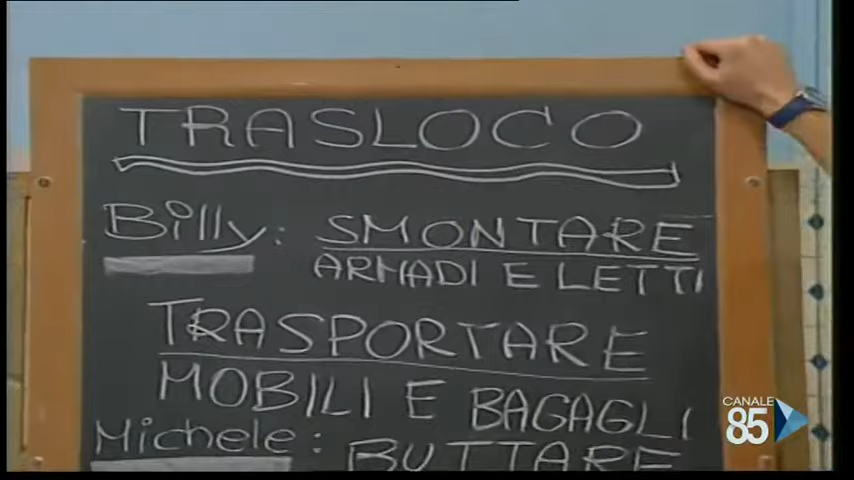 TRASLOCO
Billy: SMONTARE
ARMADI E LETTI
TRASPORTARE
MOBILI E BAGAGLI
Michele: BUTTARE
CANALE
85